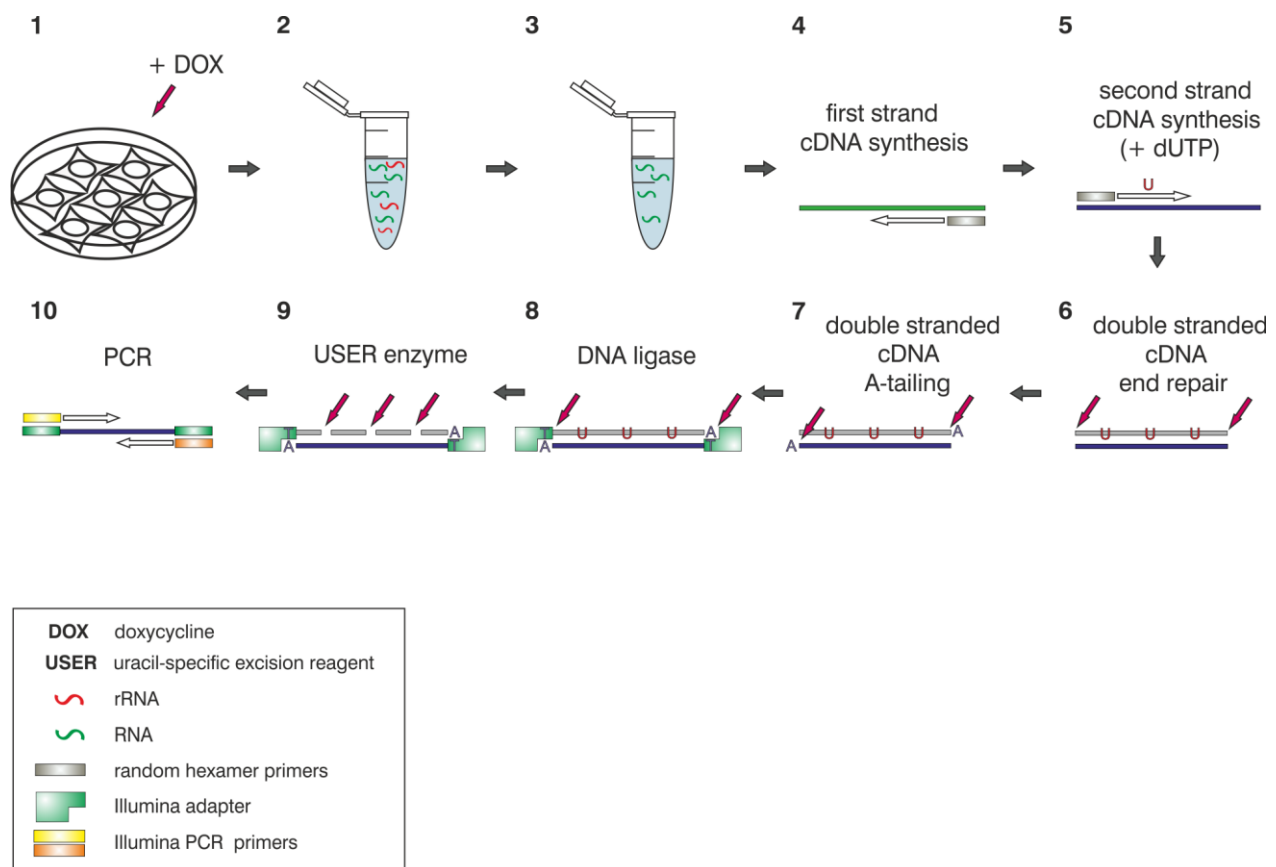 1
+ DOX
2
3
4
first strand
cDNA synthesis
5
second strand
cDNA synthesis
(+ dUTP)
U
6
double stranded
cDNA
end repair
U U U
7
double stranded
cDNA
A-tailing
A
U U U
A
8
DNA ligase
T
A
U U U
A
T
9
USER enzyme
T
A
A
T
10
PCR
DOX doxycycline
USER uracil-specific excision reagent
rRNA
RNA
random hexamer primers
Illumina adapter
Illumina PCR primers